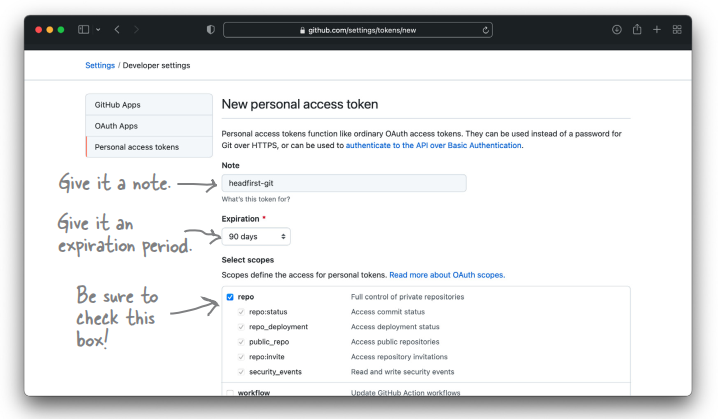 github.com/settings/tokens/new
Settings / Developer settings
GitHub Apps
OAuth Apps
Personal access tokens
New personal access token
Personal access tokens function like ordinary OAuth access tokens. They can be used instead of a password for
Git over HTTPS, or can be used to authenticate to the API over Basic Authentication.
Note
headfirst-git
What's this token for?
Give it a note.
Expiration *
90 days
Give it an
expiration period.
Select scopes
Scopes define the access for personal tokens. Read more about OAuth scopes.
Be sure to
check this
box!
repo Full control of private repositories
repo:status Access commit status
repo_deployment Access deployment status
public_repo Access public repositories
repo:invite Access repository invitations
security_events Read and write security events
workflow Update GitHub Action workflows